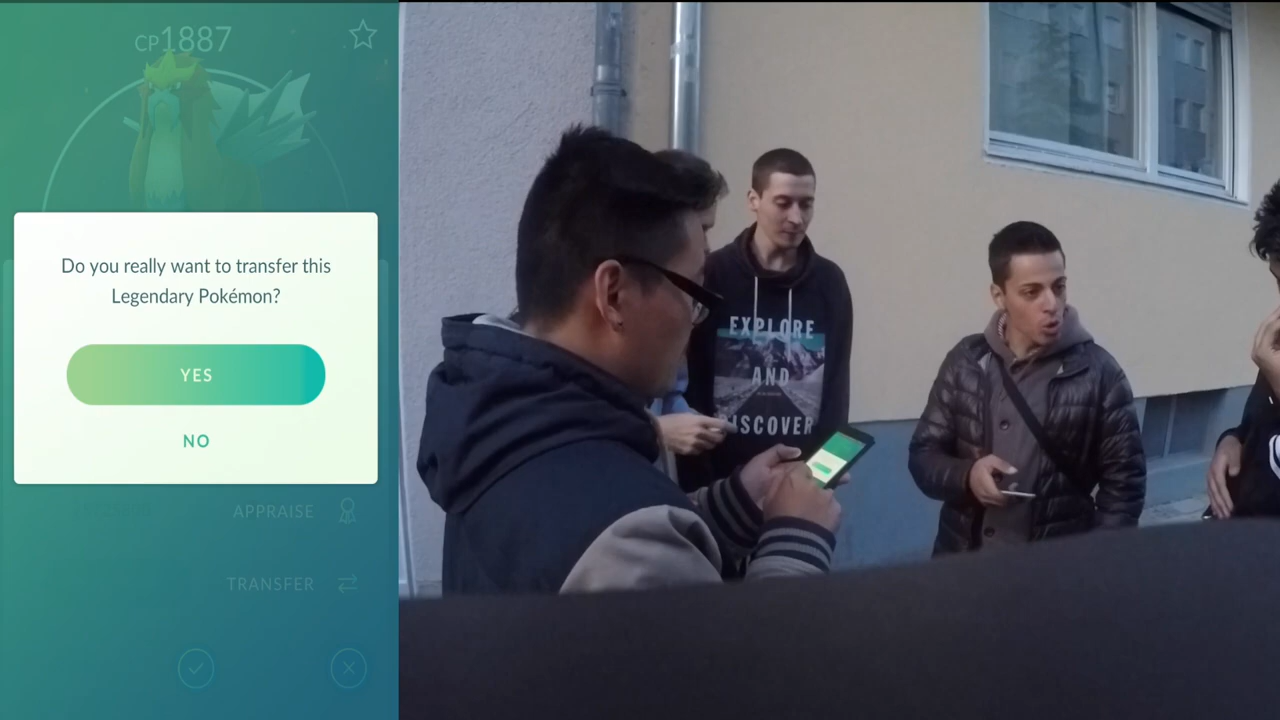 CP1887
Do you really want to transfer this
Legendary Pokémon?
YES
NO
APPRAISE
TRANSFER
EXPLORE
AND
DISCOVER